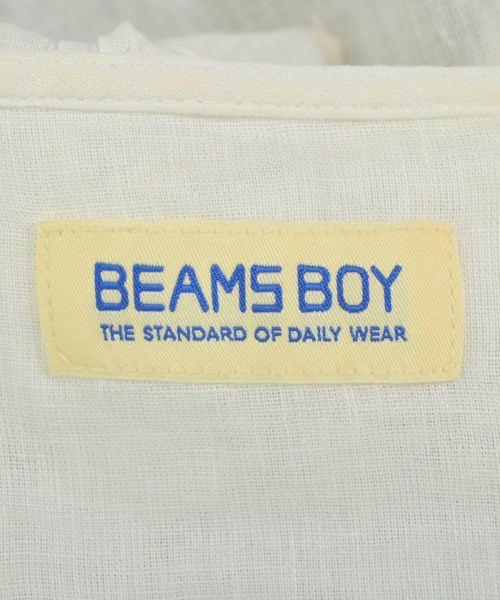 BEAMS BOY
THE STANDARD OF DAILY WEAR